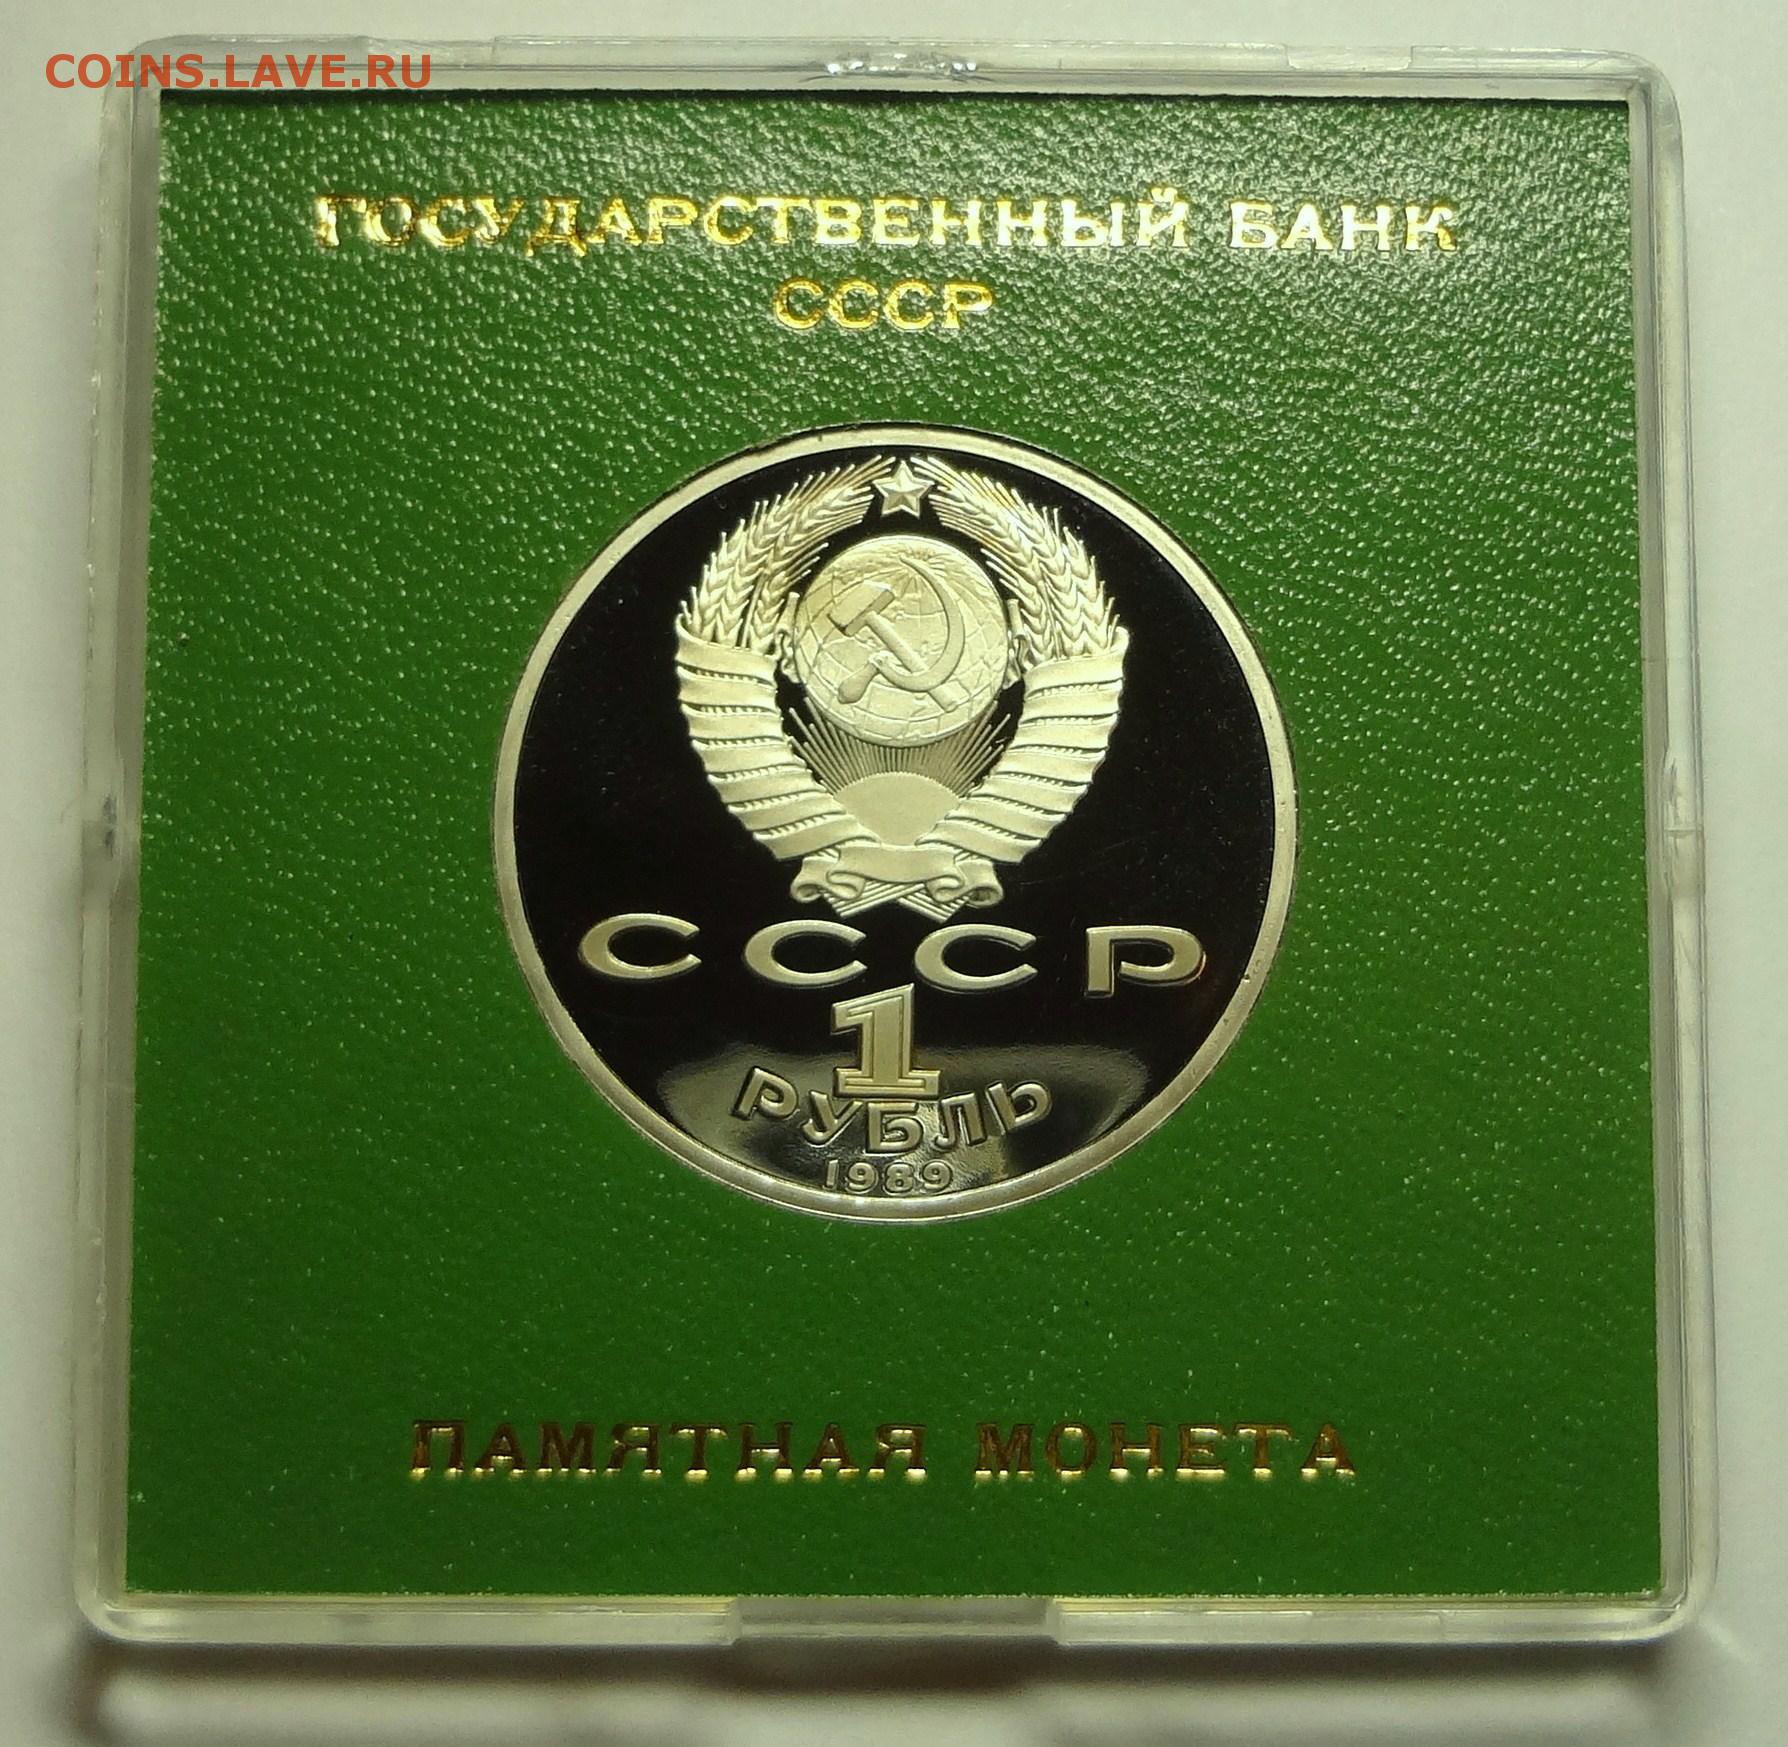 COINS.LAVE.RU
ГОСУДАРСТВЕННЫЙ БАНК
СССР
СССР
1
РУБЛЬ
1989
ПАМЯТНАЯ МОНЕТА